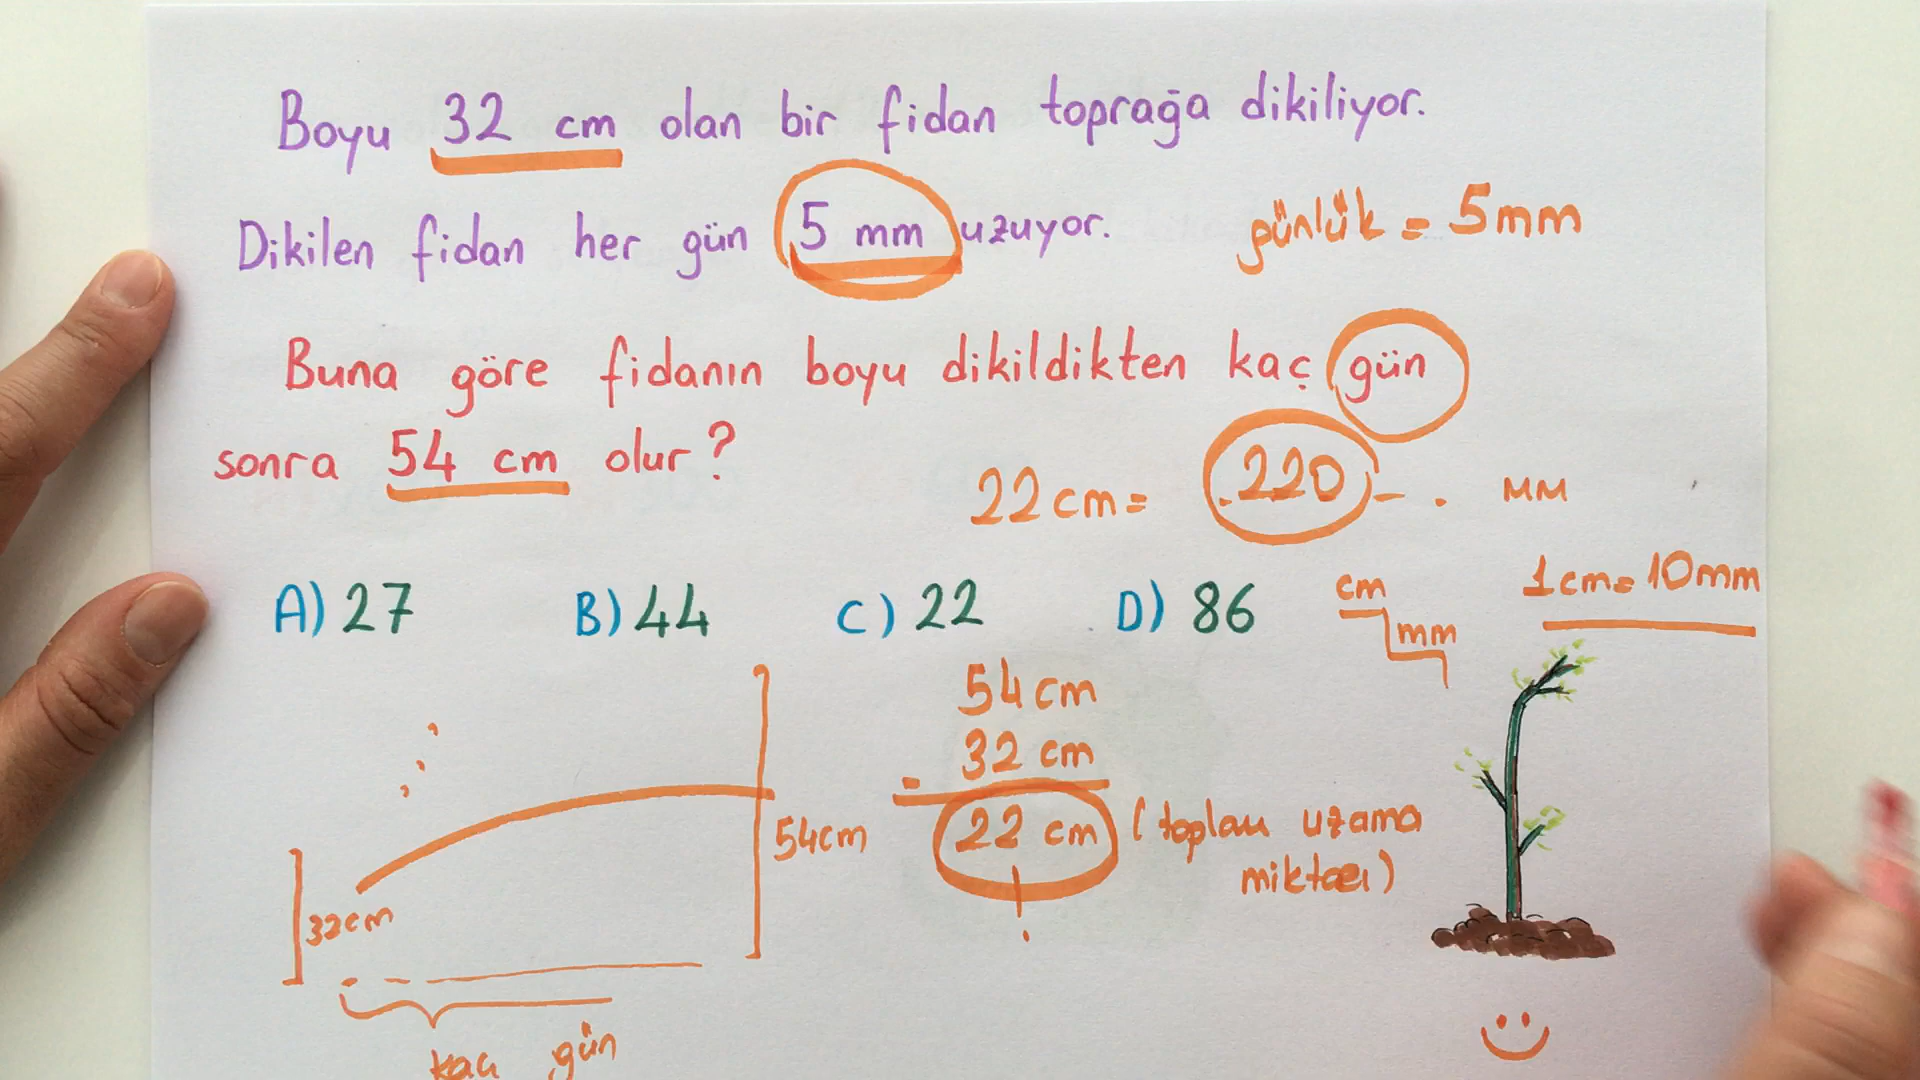 Boyu 32 cm olan bir fidan toprağa dikiliyor.
Dikilen fidan her gün 5 mm uzuyor.
günlük = 5mm
Buna göre fidanın boyu dikildikten kaç gün
sonra 54 cm olur?
22 cm = 220 mm
A) 27 B) 44 C) 22 D) 86
cm
mm
1cm = 10mm
54 cm
- 32 cm
22 cm (toplam uzama
miktarı)
32cm
54cm
kaç gün